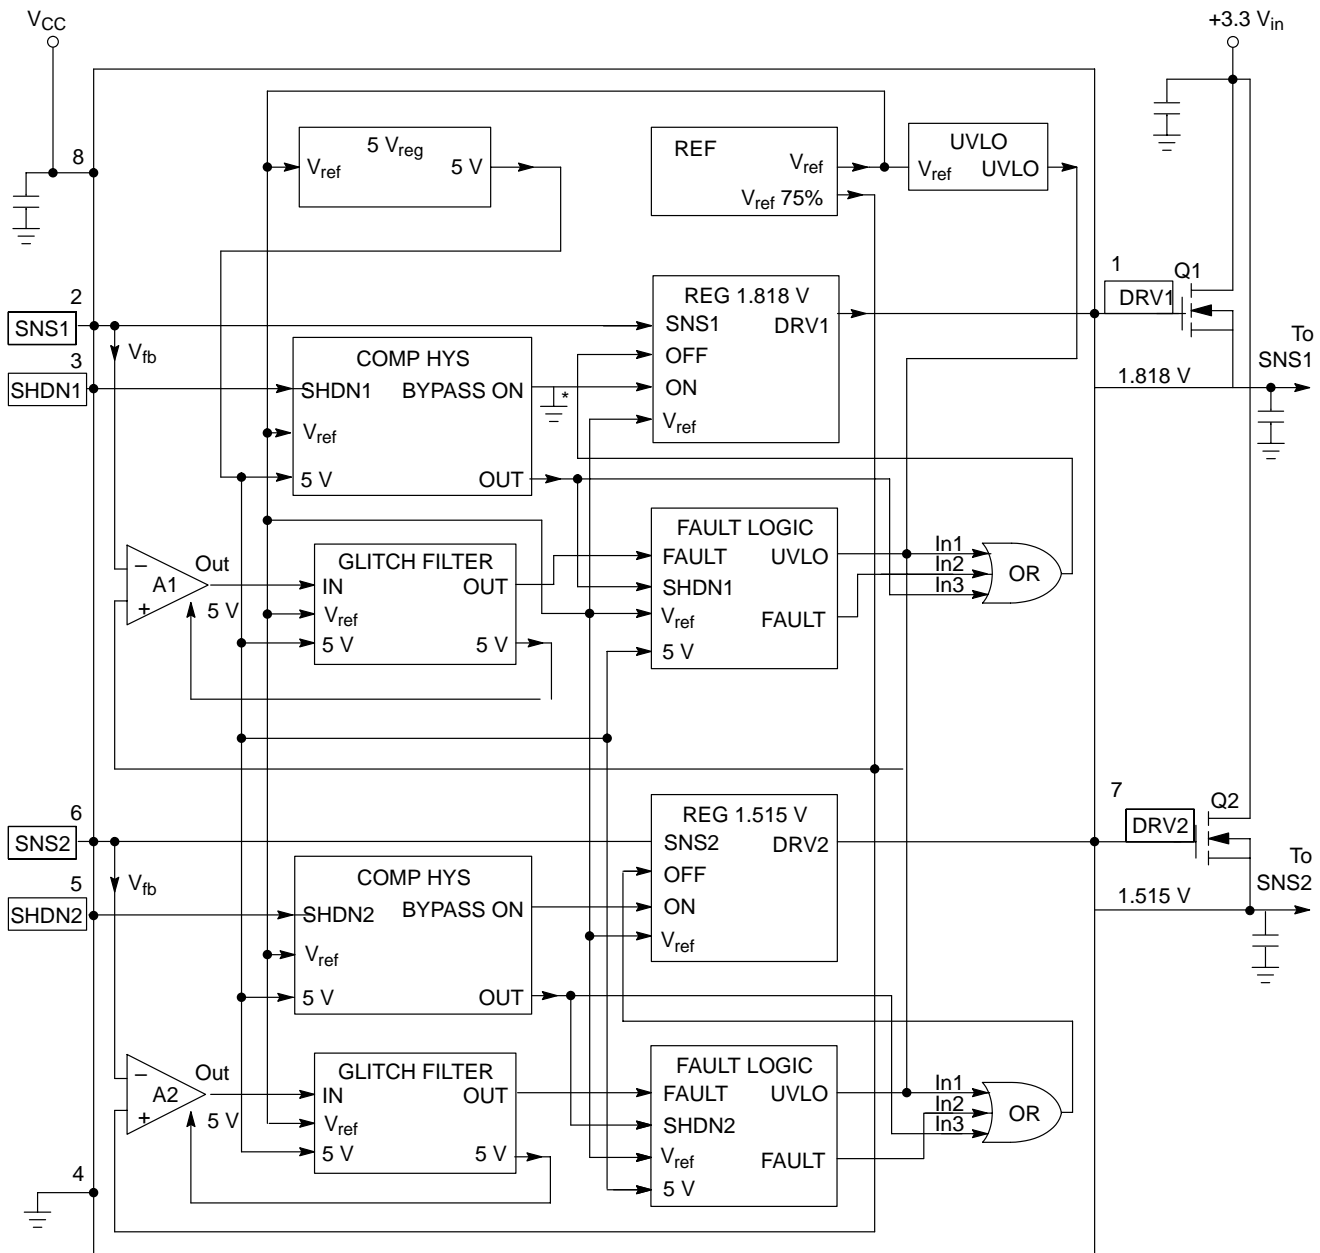 V_CC
+3.3 V_in
8
5 V_reg
V_ref 5 V
REF
V_ref
V_ref 75%
UVLO
V_ref UVLO
1
Q1
DRV1
2
SNS1
V_fb
3
SHDN1
REG 1.818 V
SNS1 DRV1
OFF
ON
V_ref
To
SNS1
1.818 V
COMP HYS
SHDN1 BYPASS ON
*
V_ref
5 V OUT
Out
−
A1
+
5 V
GLITCH FILTER
IN OUT
V_ref
5 V 5 V
FAULT LOGIC
FAULT UVLO
SHDN1
V_ref FAULT
5 V
In1
In2
In3
OR
6
SNS2
V_fb
5
SHDN2
REG 1.515 V
SNS2 DRV2
OFF
ON
V_ref
7
Q2
DRV2
To
SNS2
1.515 V
COMP HYS
SHDN2 BYPASS ON
V_ref
5 V OUT
Out
−
A2
+
5 V
GLITCH FILTER
IN OUT
V_ref
5 V 5 V
FAULT LOGIC
FAULT UVLO
SHDN2
V_ref FAULT
5 V
In1
In2
In3
OR
4